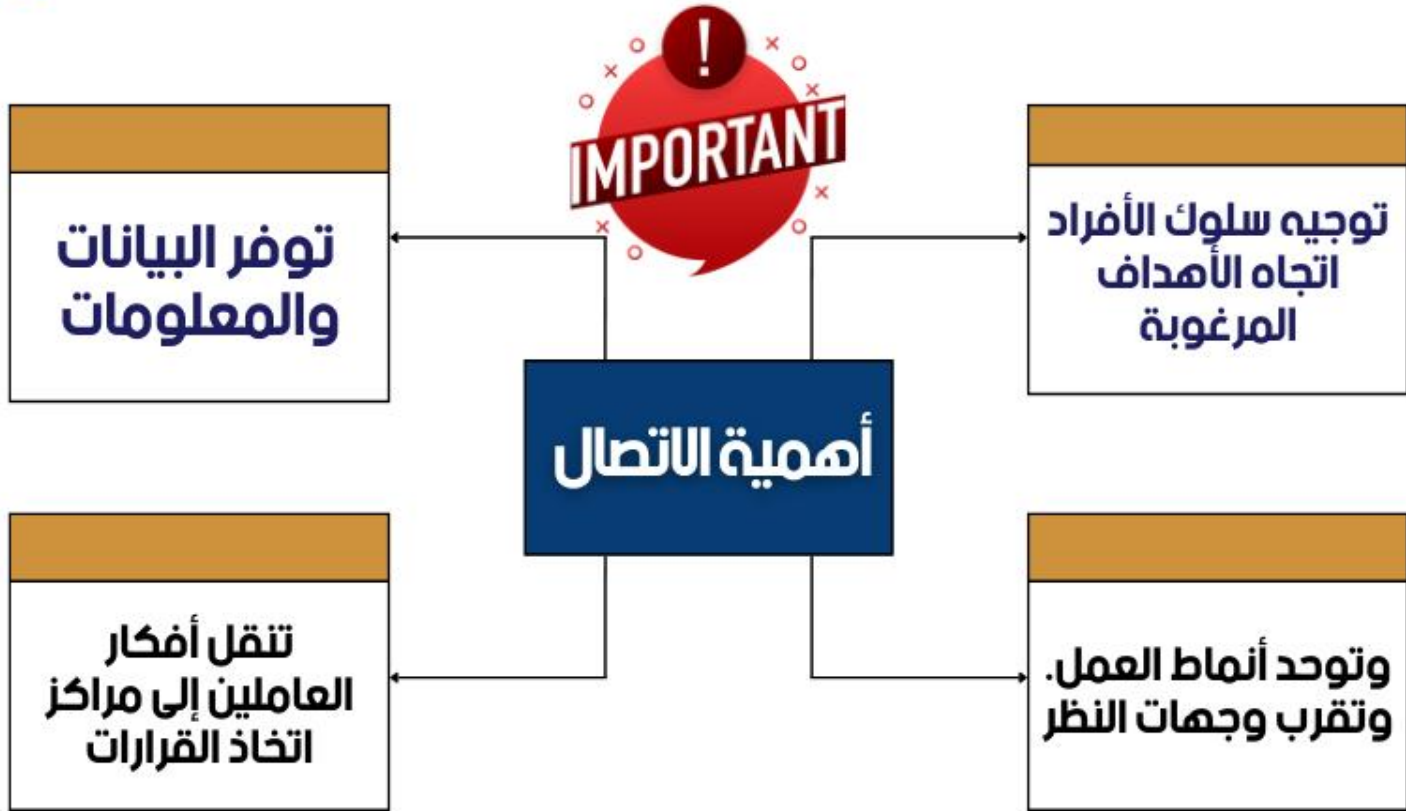 !
IMPORTANT
توجيه سلوك الأفراد
اتجاه الأهداف
المرغوبة
توفر البيانات
والمعلومات
أهمية الاتصال
وتوحد أنماط العمل.
وتقرب وجهات النظر
تنقل أفكار
العاملين إلى مراكز
اتخاذ القرارات